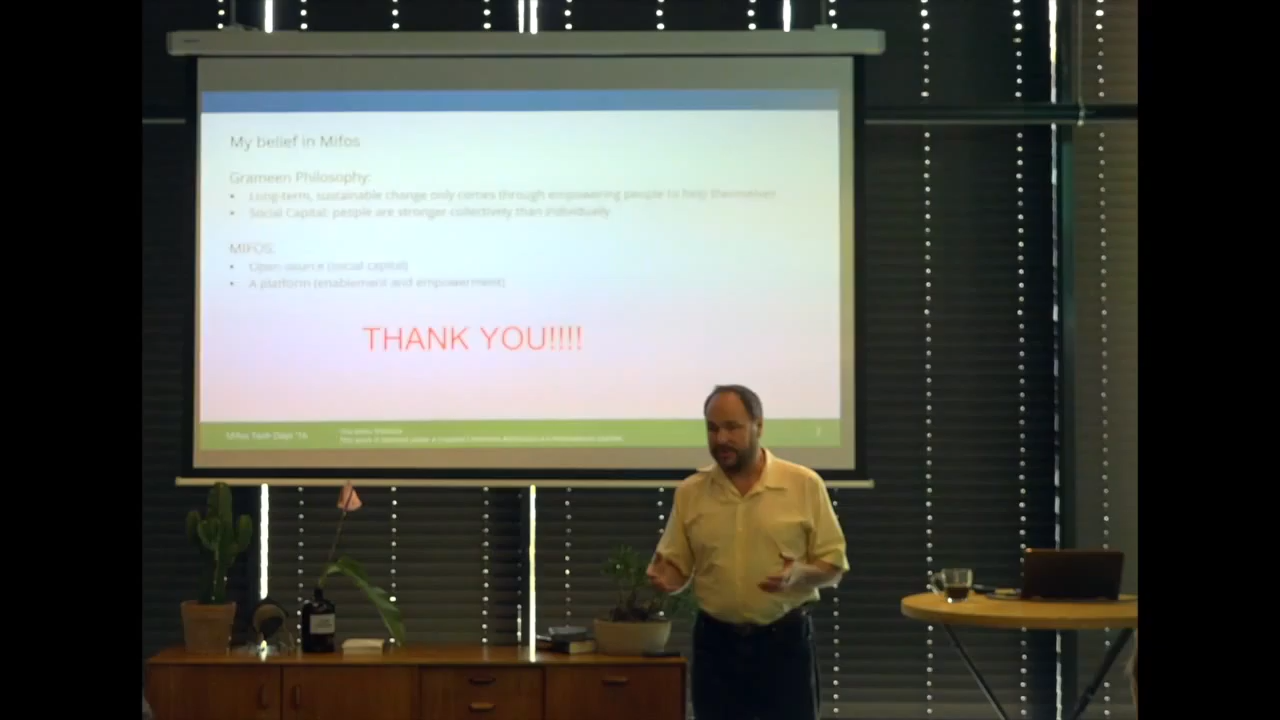 My belief in Mifos
Grameen Philosophy:
• Long-term, sustainable change only comes through empowering people to help themselves
• Social Capital: people are stronger collectively than individually
MIFOS:
• Open source (social capital)
• A platform (enablement and empowerment)
THANK YOU!!!!
Mifos Tech Days '16